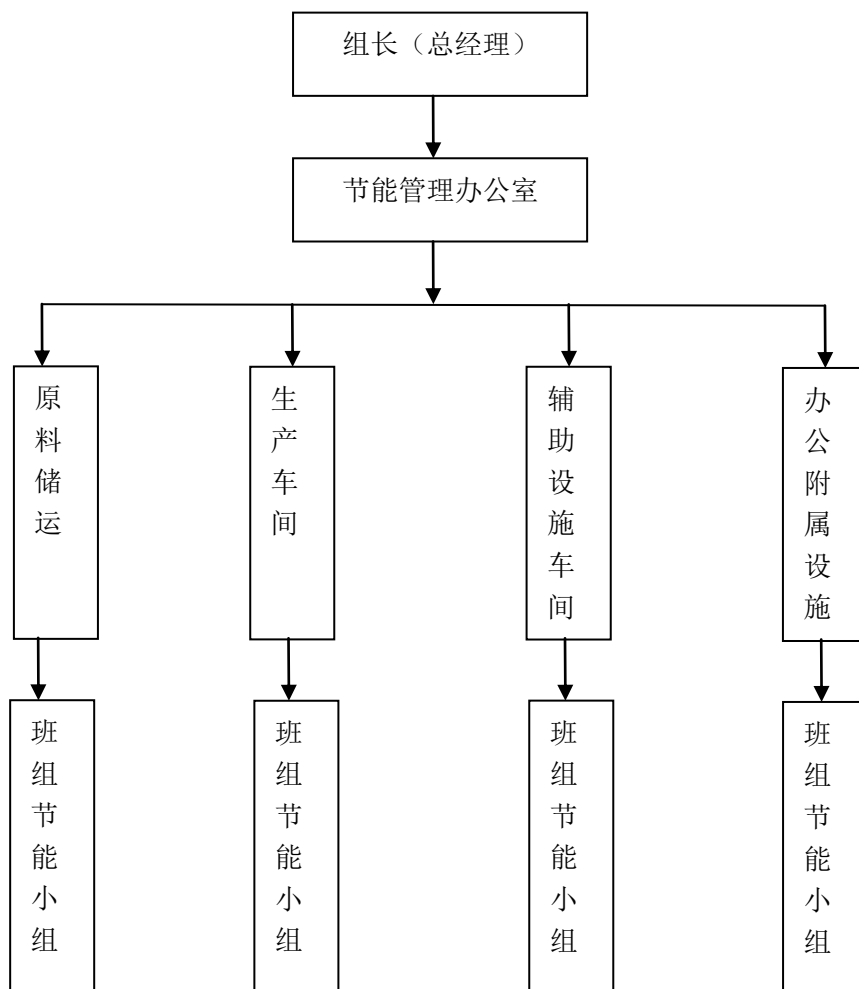 组长（总经理）
节能管理办公室
原料储运
生产车间
辅助设施车间
办公附属设施
班组节能小组
班组节能小组
班组节能小组
班组节能小组